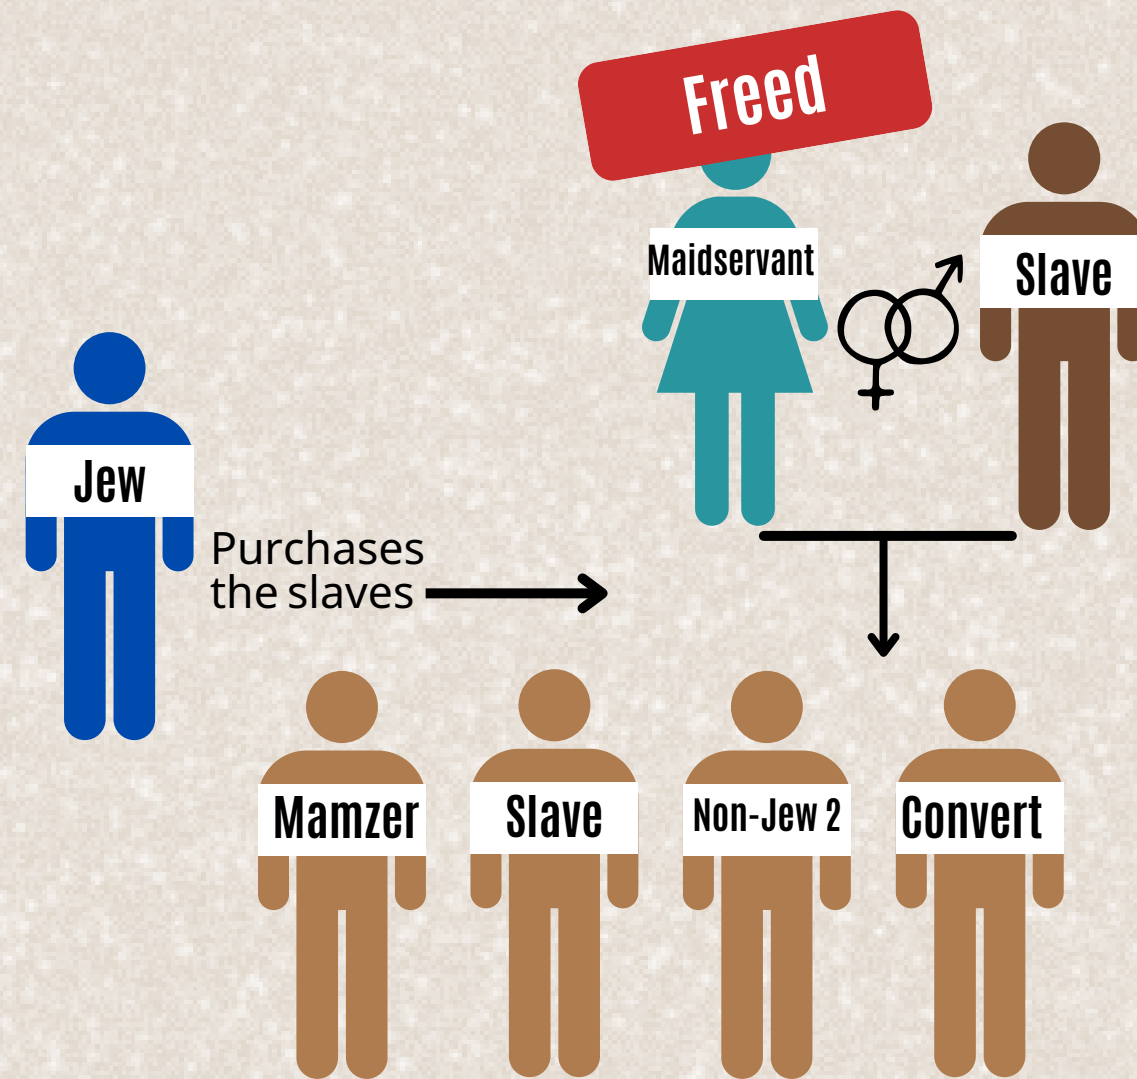 Freed
Maidservant
Slave
Jew
Purchases
the slaves
Mamzer
Slave
Non-Jew 2
Convert